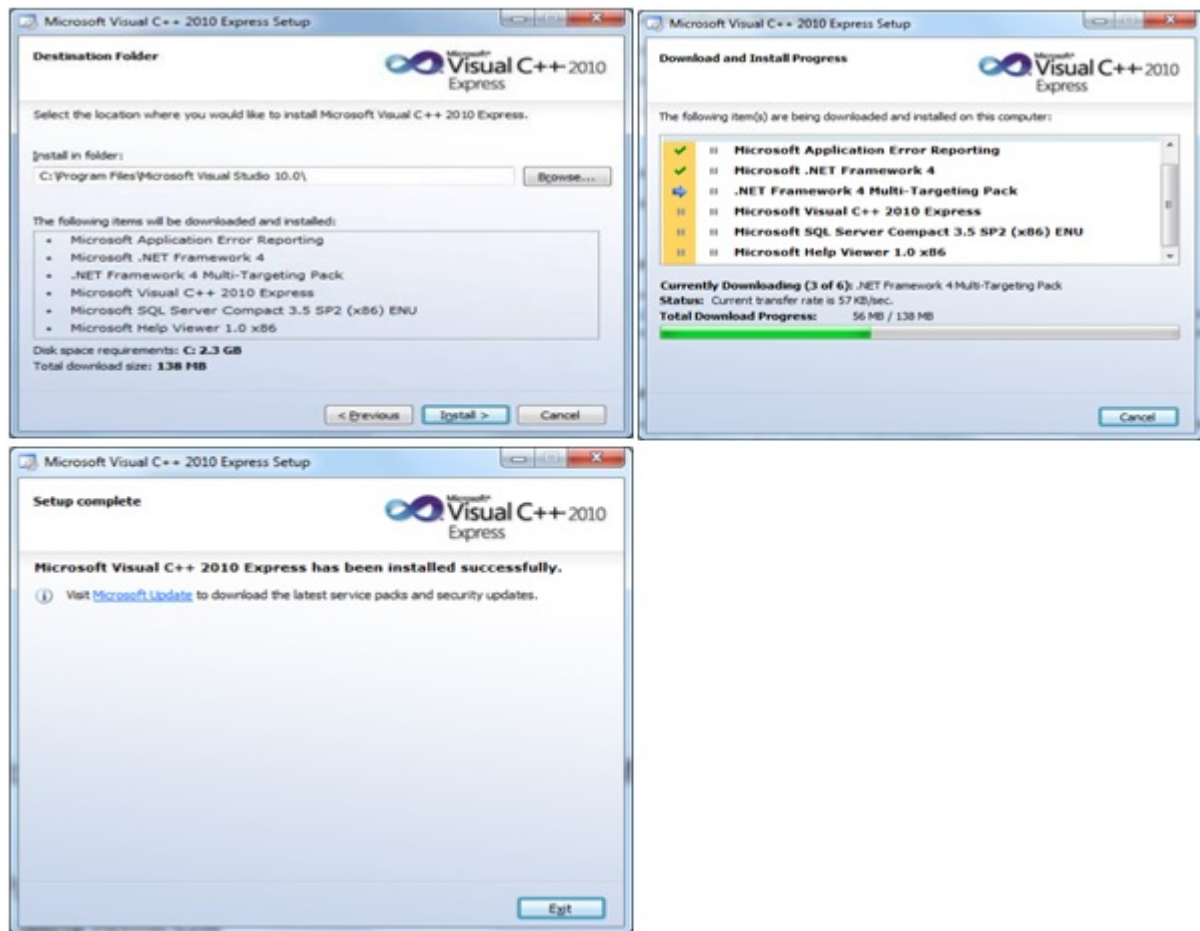 Microsoft Visual C++ 2010 Express Setup
Destination Folder
Microsoft®
Visual C++ 2010
Express
Select the location where you would like to install Microsoft Visual C++ 2010 Express.
Install in folder:
C:\Program Files\Microsoft Visual Studio 10.0\
Browse...
The following items will be downloaded and installed:
• Microsoft Application Error Reporting
• Microsoft .NET Framework 4
• .NET Framework 4 Multi-Targeting Pack
• Microsoft Visual C++ 2010 Express
• Microsoft SQL Server Compact 3.5 SP2 (x86) ENU
• Microsoft Help Viewer 1.0 x86
Disk space requirements: C: 2.3 GB
Total download size: 138 MB
< Previous
Install >
Cancel
Microsoft Visual C++ 2010 Express Setup
Download and Install Progress
Microsoft®
Visual C++ 2010
Express
The following item(s) are being downloaded and installed on this computer:
Microsoft Application Error Reporting
Microsoft .NET Framework 4
.NET Framework 4 Multi-Targeting Pack
Microsoft Visual C++ 2010 Express
Microsoft SQL Server Compact 3.5 SP2 (x86) ENU
Microsoft Help Viewer 1.0 x86
Currently Downloading (3 of 6): .NET Framework 4 Multi-Targeting Pack
Status: Current transfer rate is 57 KB/sec.
Total Download Progress: 56 MB / 138 MB
Cancel
Microsoft Visual C++ 2010 Express Setup
Setup complete
Microsoft®
Visual C++ 2010
Express
Microsoft Visual C++ 2010 Express has been installed successfully.
Visit Microsoft Update to download the latest service packs and security updates.
Exit